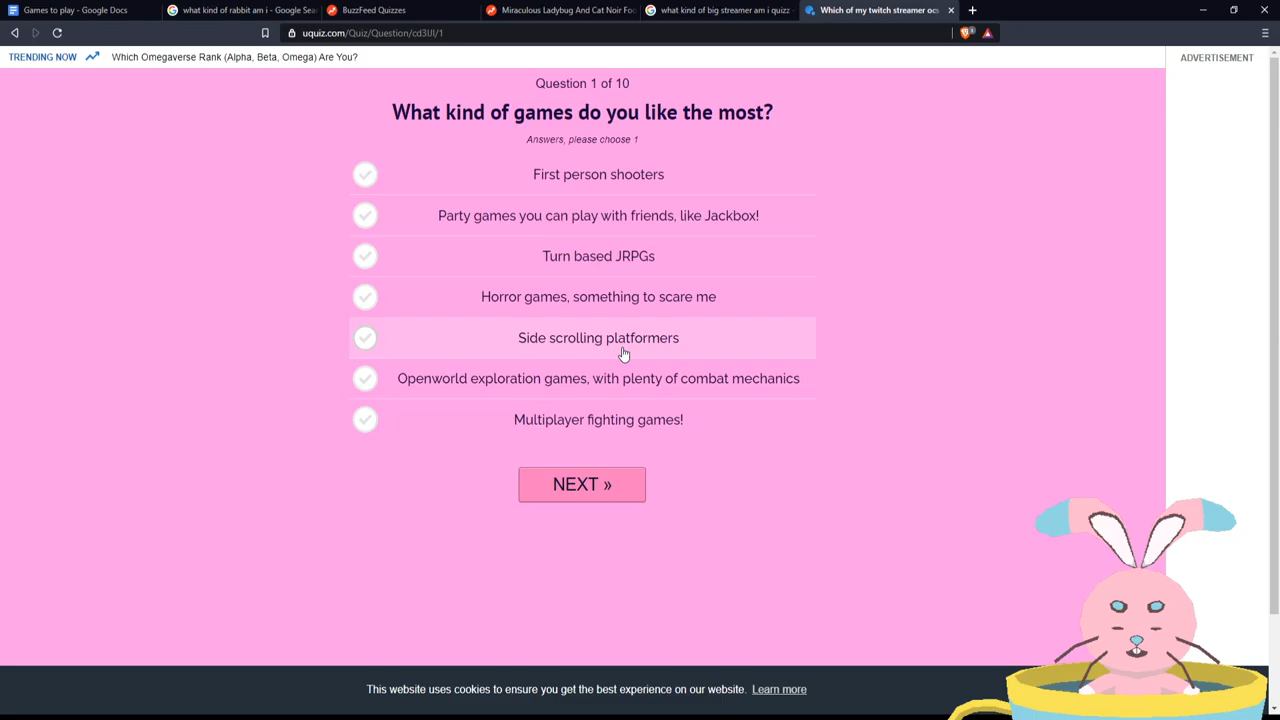 Games to play - Google Docs
what kind of rabbit am i - Google Sear
BuzzFeed Quizzes
Miraculous Ladybug And Cat Noir Foo
what kind of big streamer am i quizz -
Which of my twitch streamer ocs
uquiz.com/Quiz/Question/cd3IJI/1
TRENDING NOW
Which Omegaverse Rank (Alpha, Beta, Omega) Are You?
ADVERTISEMENT
Question 1 of 10
What kind of games do you like the most?
Answers, please choose 1
First person shooters
Party games you can play with friends, like Jackbox!
Turn based JRPGs
Horror games, something to scare me
Side scrolling platformers
Openworld exploration games, with plenty of combat mechanics
Multiplayer fighting games!
NEXT »
This website uses cookies to ensure you get the best experience on our website. Learn more